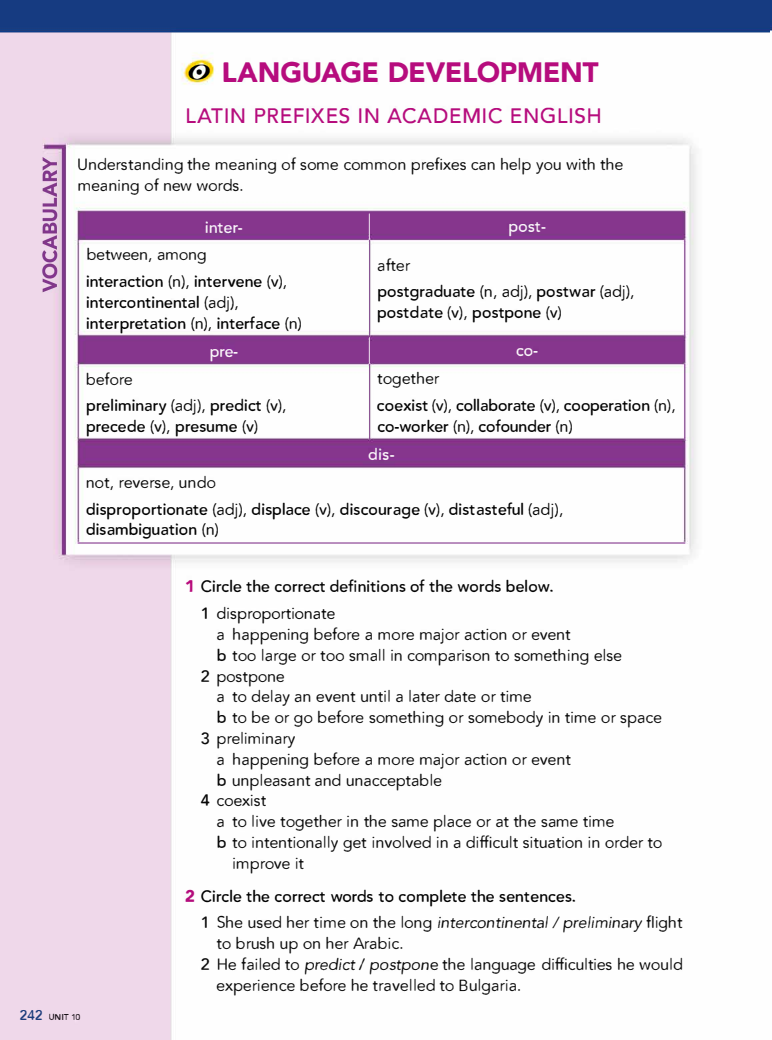 LANGUAGE DEVELOPMENT
LATIN PREFIXES IN ACADEMIC ENGLISH
VOCABULARY
Understanding the meaning of some common prefixes can help you with the
meaning of new words.
inter-
between, among
interaction (n), intervene (v),
intercontinental (adj),
interpretation (n), interface (n)
post-
after
postgraduate (n, adj), postwar (adj),
postdate (v), postpone (v)
pre-
before
preliminary (adj), predict (v),
precede (v), presume (v)
co-
together
coexist (v), collaborate (v), cooperation (n),
co-worker (n), cofounder (n)
dis-
not, reverse, undo
disproportionate (adj), displace (v), discourage (v), distasteful (adj),
disambiguation (n)
1 Circle the correct definitions of the words below.
1 disproportionate
a happening before a more major action or event
b too large or too small in comparison to something else
2 postpone
a to delay an event until a later date or time
b to be or go before something or somebody in time or space
3 preliminary
a happening before a more major action or event
b unpleasant and unacceptable
4 coexist
a to live together in the same place or at the same time
b to intentionally get involved in a difficult situation in order to
improve it
2 Circle the correct words to complete the sentences.
1 She used her time on the long intercontinental / preliminary flight
to brush up on her Arabic.
2 He failed to predict / postpone the language difficulties he would
experience before he travelled to Bulgaria.
242 UNIT 10